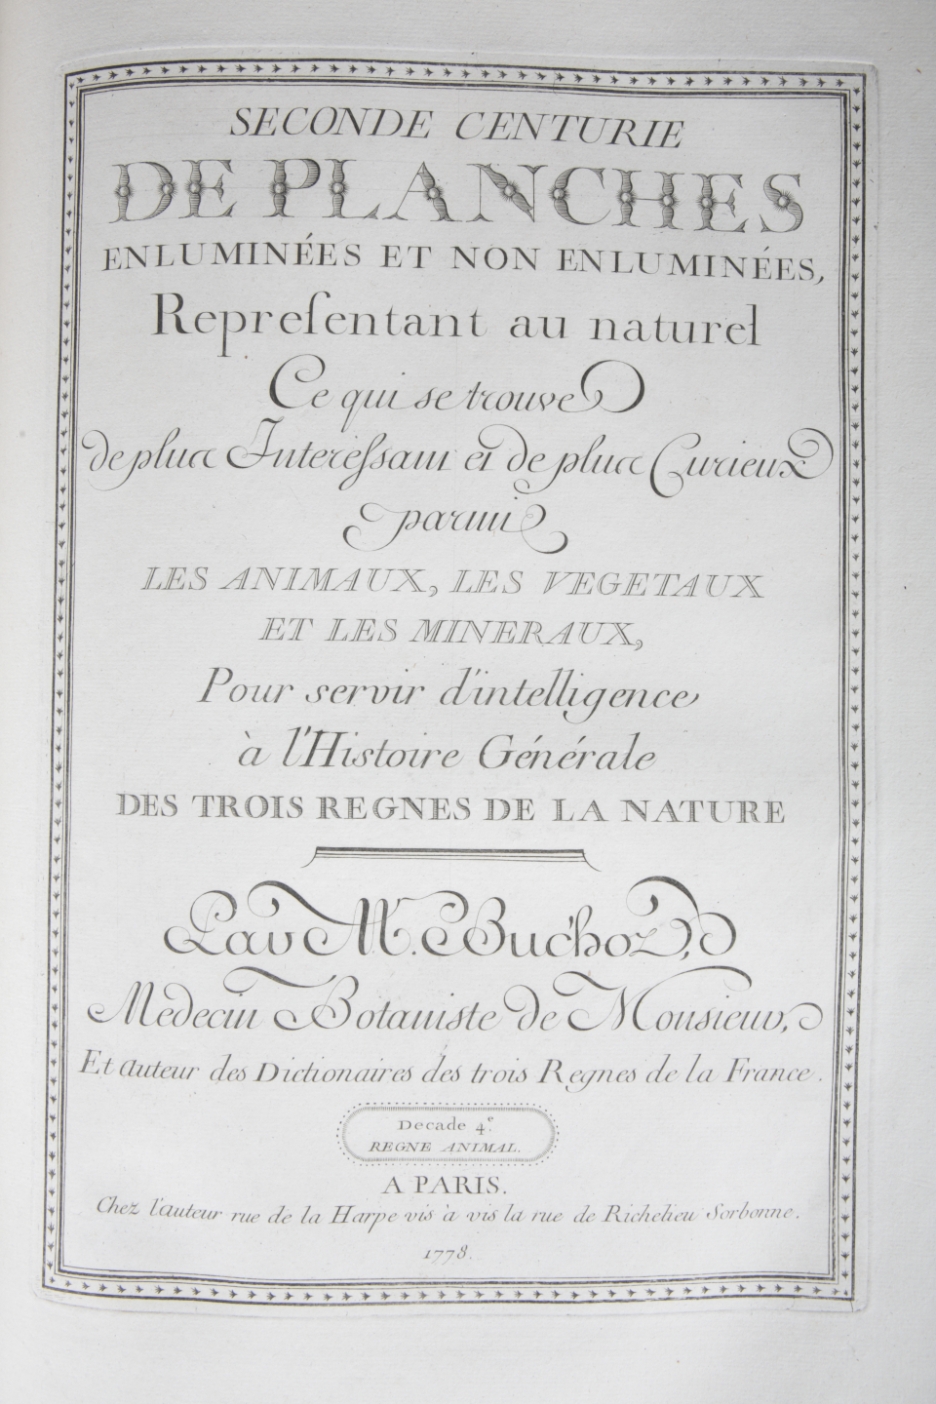 SECONDE CENTURIE
DE PLANCHES
ENLUMINÉES ET NON ENLUMINÉES,
Repreſentant au naturel
Ce qui se trouve
de plus Intereſsant et de plus Curieux
parmi
LES ANIMAUX, LES VEGETAUX
ET LES MINERAUX,
Pour servir d'intelligence
à l'Histoire Générale
DES TROIS REGNES DE LA NATURE
Par M. Buc'hoz,
Medecin Botaniste de Monsieur,
Et auteur des Dictionaires des trois Regnes de la France.
Decade 4e.
REGNE ANIMAL.
A PARIS.
Chez l'auteur rue de la Harpe vis à vis la rue de Richelieu Sorbonne.
1778.